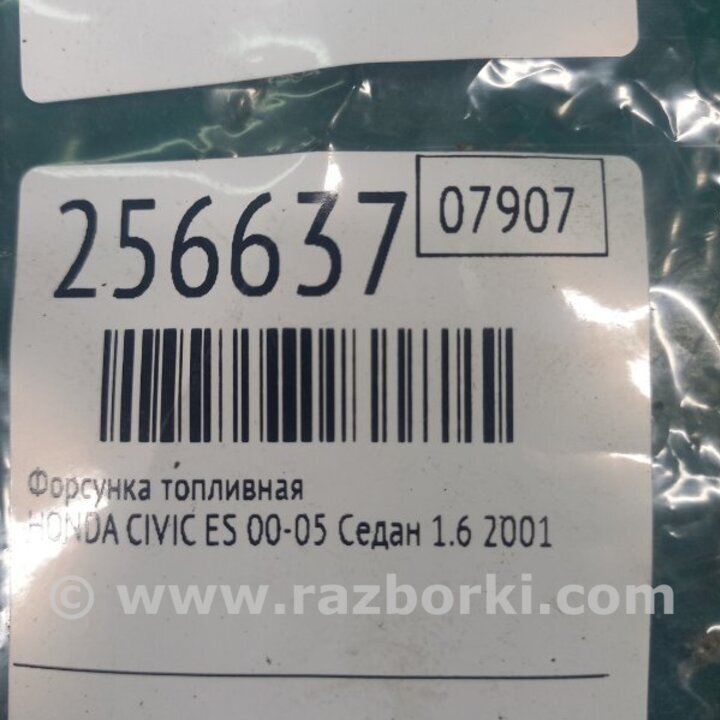 256637
07907
Форсунка топливная
HONDA CIVIC ES 00-05 Седан 1.6 2001
© www.razborki.com